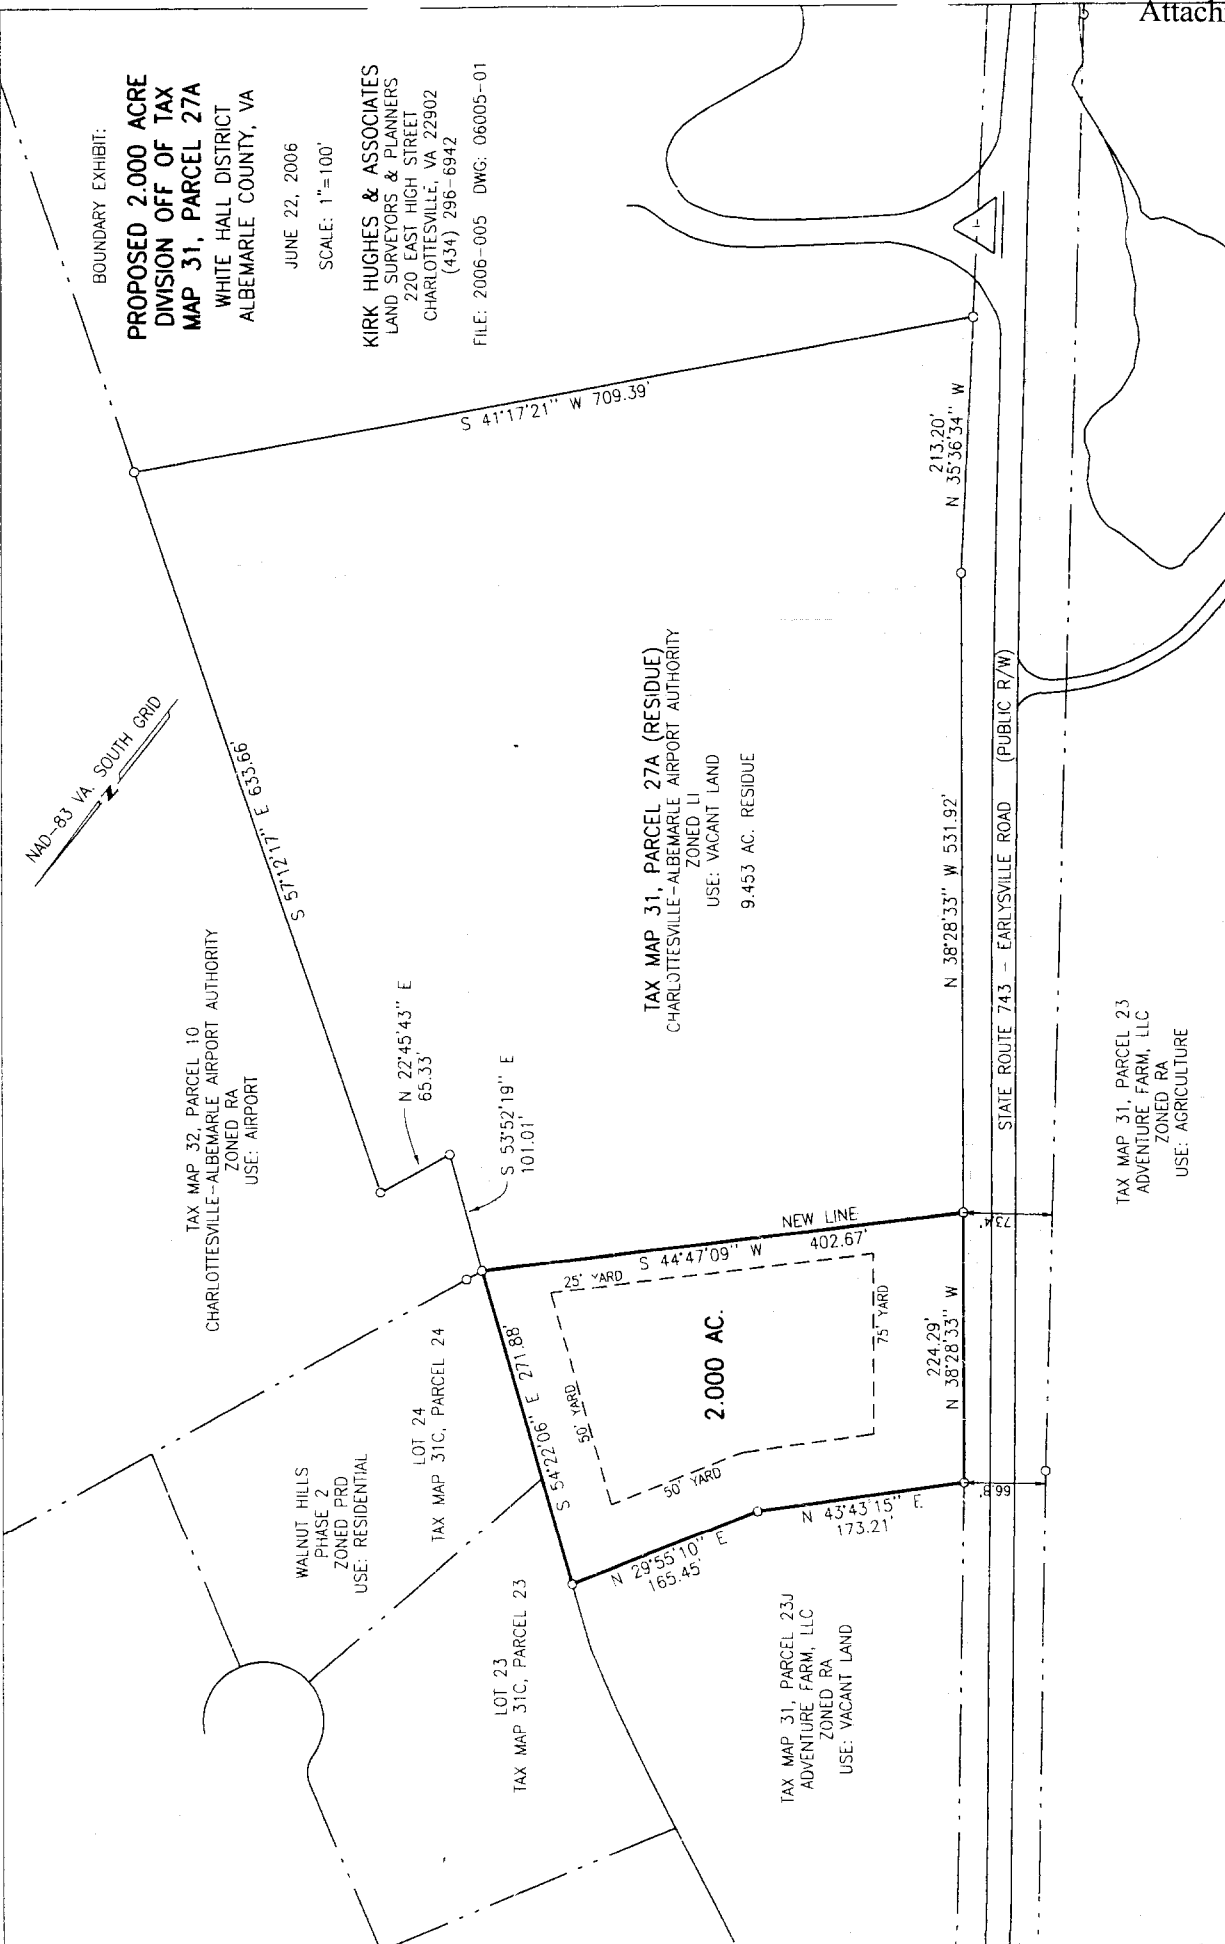 Attach
BOUNDARY EXHIBIT:
PROPOSED 2.000 ACRE
DIVISION OFF OF TAX
MAP 31, PARCEL 27A
WHITE HALL DISTRICT
ALBEMARLE COUNTY, VA
JUNE 22, 2006
SCALE: 1"=100'
KIRK HUGHES & ASSOCIATES
LAND SURVEYORS & PLANNERS
220 EAST HIGH STREET
CHARLOTTESVILLE, VA 22902
(434) 296-6942
FILE: 2006-005 DWG: 06005-01
NAD-83 VA. SOUTH GRID
N
S 41°17'21" W 709.39'
S 57°12'17" E 633.66'
213.20'
N 35°36'34" W
TAX MAP 32, PARCEL 10
CHARLOTTESVILLE-ALBEMARLE AIRPORT AUTHORITY
ZONED RA
USE: AIRPORT
N 22°45'43" E
65.33'
S 53°52'19" E
101.01'
TAX MAP 31, PARCEL 27A (RESIDUE)
CHARLOTTESVILLE-ALBEMARLE AIRPORT AUTHORITY
ZONED LI
USE: VACANT LAND
9.453 AC. RESIDUE
N 38°28'33" W 531.92'
STATE ROUTE 743 - EARLYSVILLE ROAD (PUBLIC R/W)
TAX MAP 31, PARCEL 23
ADVENTURE FARM, LLC
ZONED RA
USE: AGRICULTURE
WALNUT HILLS
PHASE 2
ZONED PRD
USE: RESIDENTIAL
LOT 24
TAX MAP 31C, PARCEL 24
S 54°22'06" E 271.88'
NEW LINE
S 44°47'09" W 402.67'
25' YARD
50' YARD
50' YARD
75' YARD
2.000 AC.
224.29'
N 38°28'33" W
73.4'
66.8'
N 29°55'10" E
165.45'
N 43°43'15" E
173.21'
LOT 23
TAX MAP 31C, PARCEL 23
TAX MAP 31, PARCEL 23J
ADVENTURE FARM, LLC
ZONED RA
USE: VACANT LAND